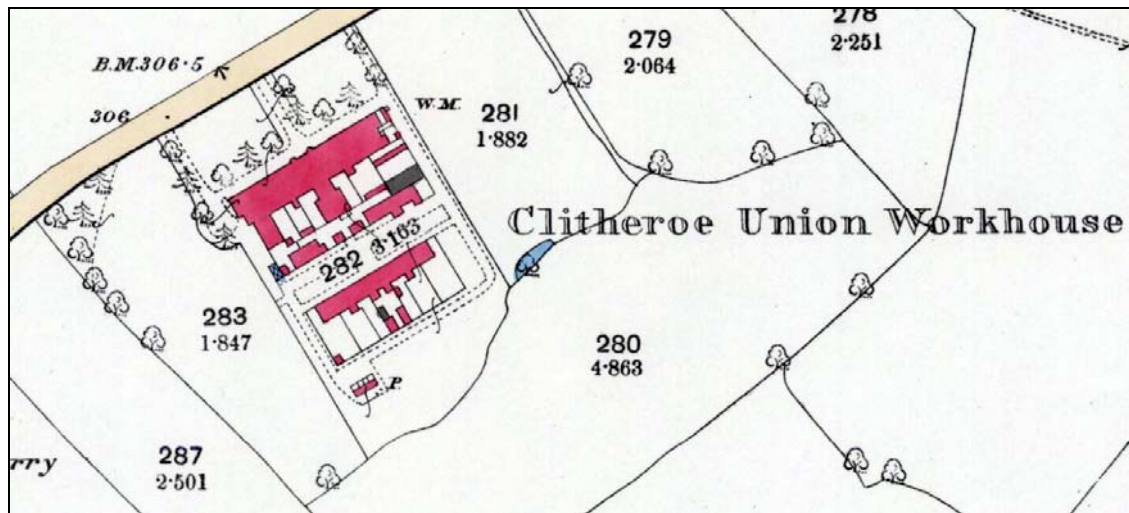 278
2·251
279
2·064
B.M.306·5
306
W.M.
281
1·882
Clitheroe Union Workhouse
282 3·163
283
1·847
280
4·863
P.
rry
287
2·501